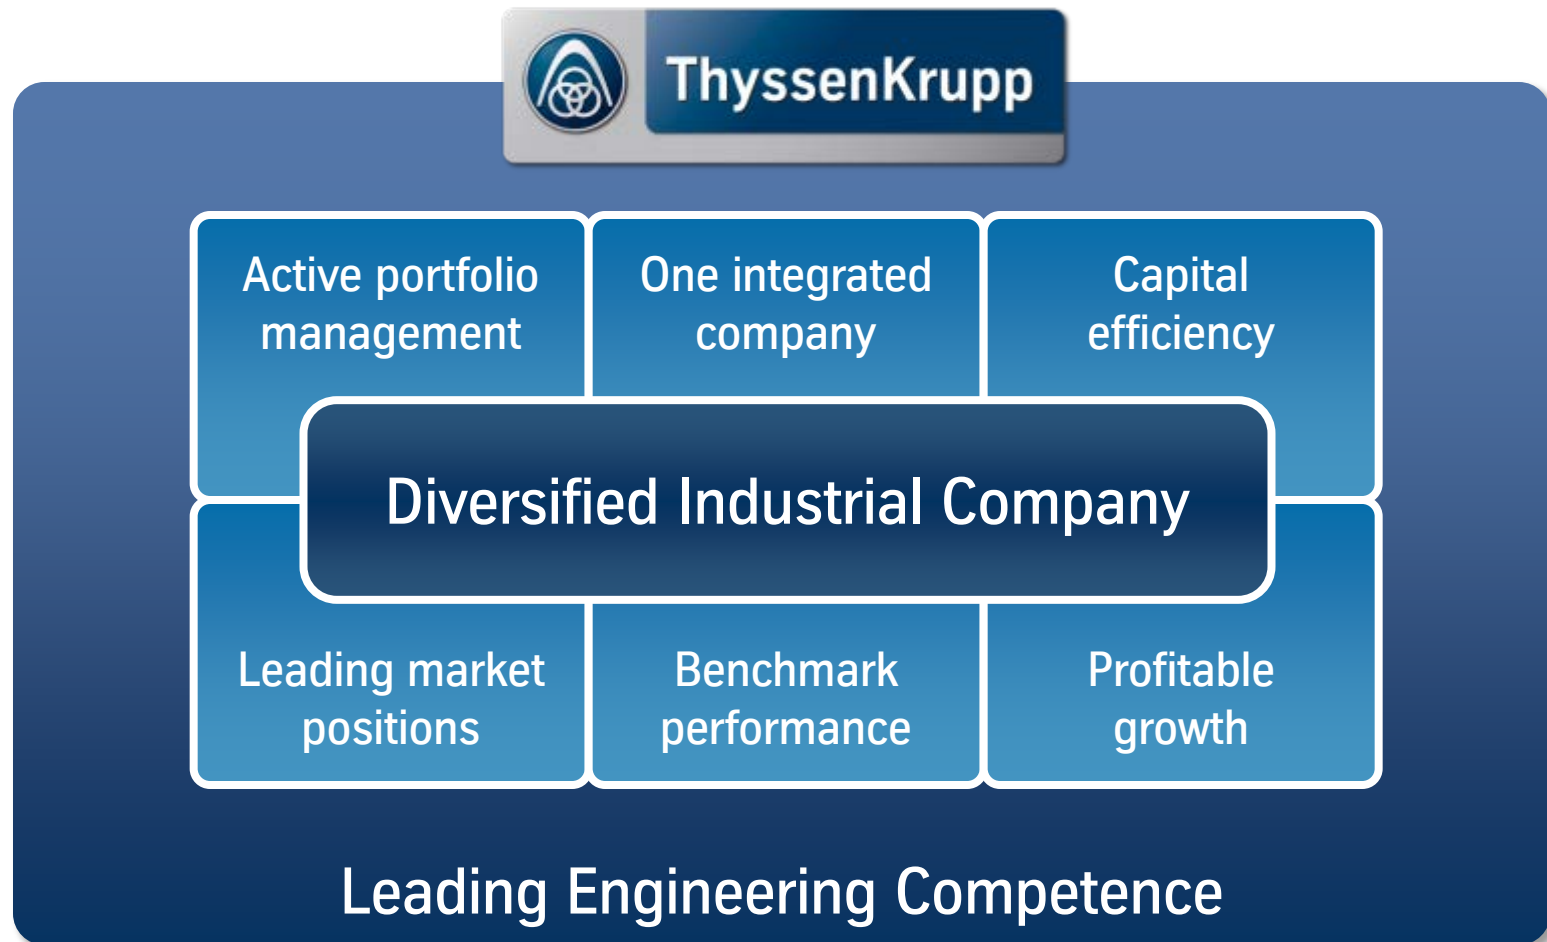 ThyssenKrupp
Active portfolio
management
One integrated
company
Capital
efficiency
Diversified Industrial Company
Leading market
positions
Benchmark
performance
Profitable
growth
Leading Engineering Competence